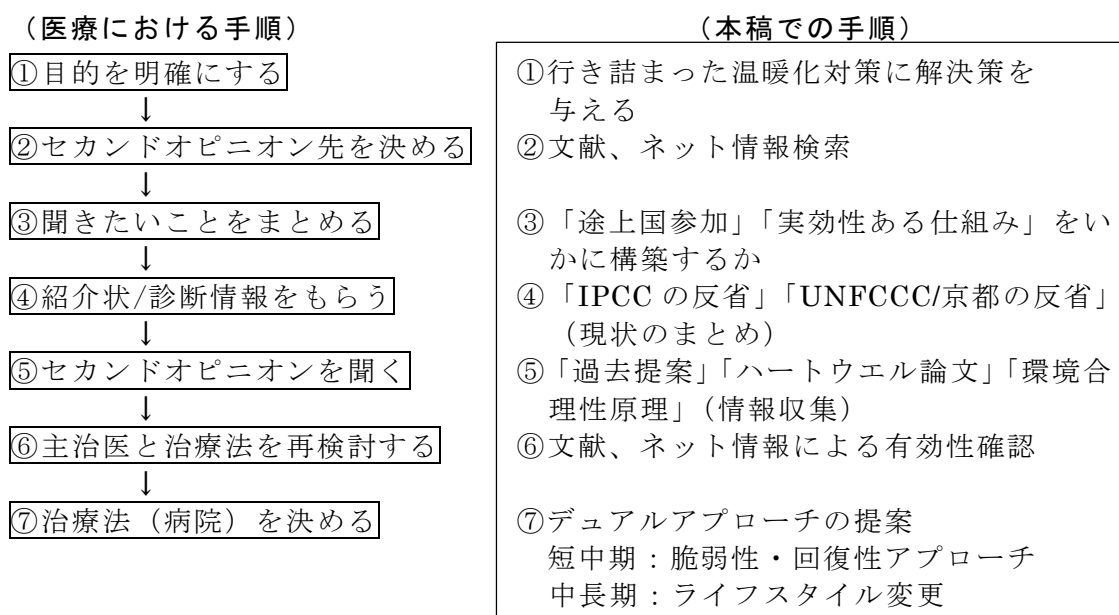 （医療における手順）
①目的を明確にする
↓
②セカンドオピニオン先を決める
↓
③聞きたいことをまとめる
↓
④紹介状/診断情報をもらう
↓
⑤セカンドオピニオンを聞く
↓
⑥主治医と治療法を再検討する
↓
⑦治療法（病院）を決める
（本稿での手順）
①行き詰まった温暖化対策に解決策を
与える
②文献、ネット情報検索
③「途上国参加」「実効性ある仕組み」をい
かに構築するか
④「IPCC の反省」「UNFCCC/京都の反省」
（現状のまとめ）
⑤「過去提案」「ハートウエル論文」「環境合
理性原理」（情報収集）
⑥文献、ネット情報による有効性確認
⑦デュアルアプローチの提案
短中期：脆弱性・回復性アプローチ
中長期：ライフスタイル変更